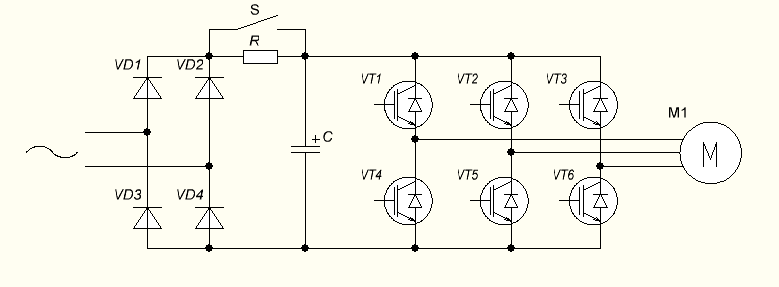 S
R
VD1 VD2 VT1 VT2 VT3
M1
+ C
M
VT4 VT5 VT6
VD3 VD4